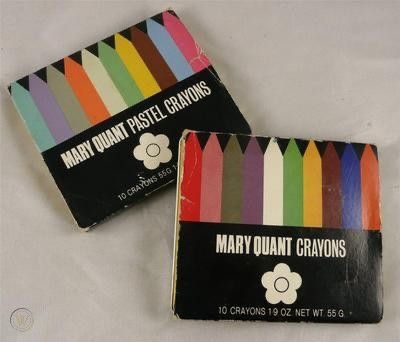 MARY QUANT PASTEL CRAYONS
10 CRAYONS 55G
MARY QUANT CRAYONS
10 CRAYONS 1·9 OZ. NET WT. 55 G.